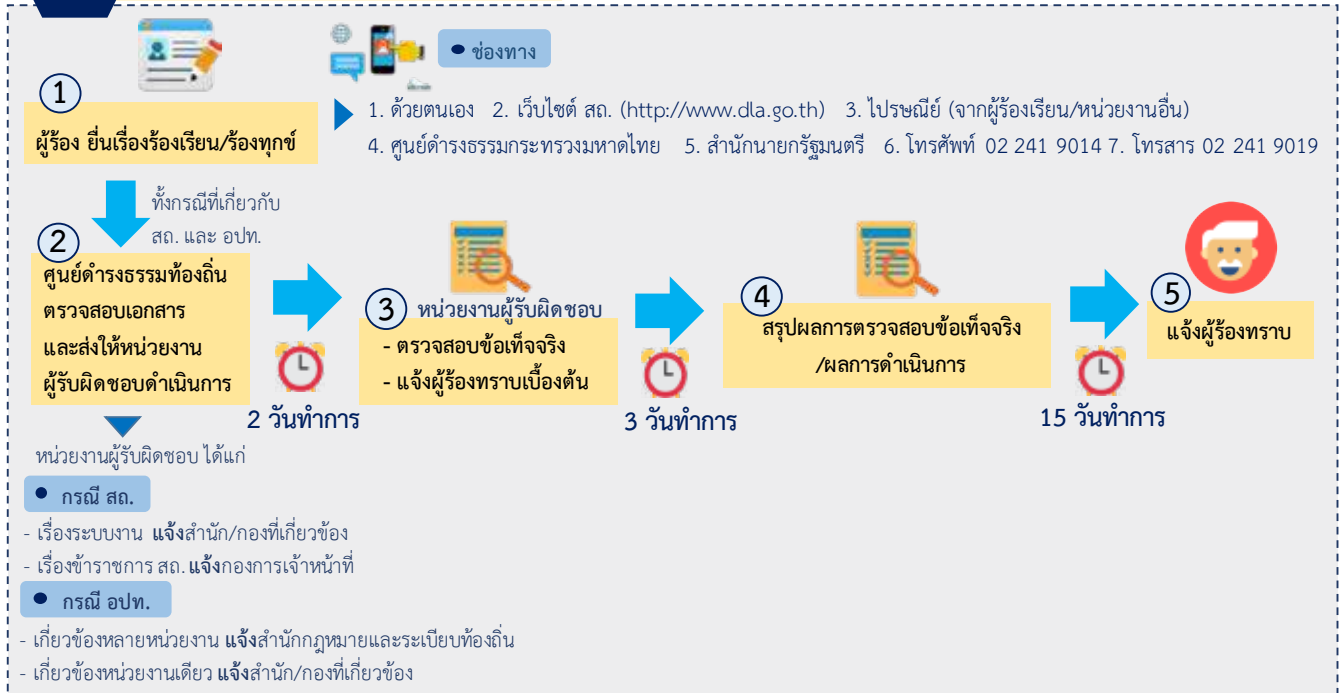 ช่องทาง
1
ผู้ร้อง ยื่นเรื่องร้องเรียน/ร้องทุกข์
1. ด้วยตนเอง 2. เว็บไซต์ สถ. (http://www.dla.go.th) 3. ไปรษณีย์ (จากผู้ร้องเรียน/หน่วยงานอื่น)
4. ศูนย์ดำรงธรรมกระทรวงมหาดไทย 5. สำนักนายกรัฐมนตรี 6. โทรศัพท์ 02 241 9014 7. โทรสาร 02 241 9019
ทั้งกรณีที่เกี่ยวกับ
สถ. และ อปท.
2
ศูนย์ดำรงธรรมท้องถิ่น
ตรวจสอบเอกสาร
และส่งให้หน่วยงาน
ผู้รับผิดชอบดำเนินการ
2 วันทำการ
3 หน่วยงานผู้รับผิดชอบ
- ตรวจสอบข้อเท็จจริง
- แจ้งผู้ร้องทราบเบื้องต้น
3 วันทำการ
4
สรุปผลการตรวจสอบข้อเท็จจริง
/ผลการดำเนินการ
15 วันทำการ
5
แจ้งผู้ร้องทราบ
หน่วยงานผู้รับผิดชอบ ได้แก่
กรณี สถ.
- เรื่องระบบงาน แจ้งสำนัก/กองที่เกี่ยวข้อง
- เรื่องข้าราชการ สถ. แจ้งกองการเจ้าหน้าที่
กรณี อปท.
- เกี่ยวข้องหลายหน่วยงาน แจ้งสำนักกฎหมายและระเบียบท้องถิ่น
- เกี่ยวข้องหน่วยงานเดียว แจ้งสำนัก/กองที่เกี่ยวข้อง